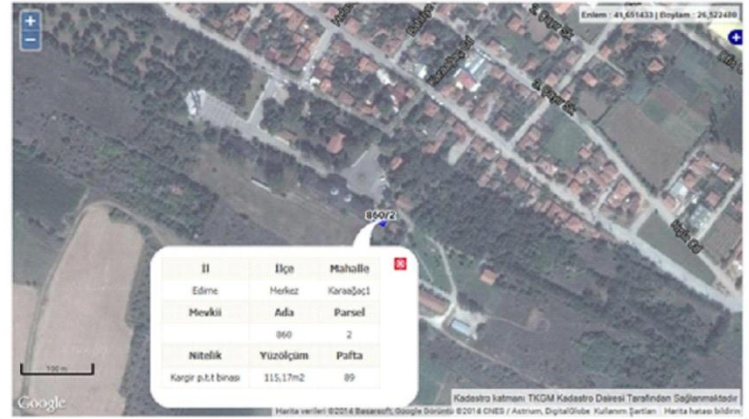 Enlem : 41,651433 | Boylam : 26,522480
860/2
İl İlçe Mahalle
Edirne Merkez Karaağaç1
Mevkii Ada Parsel
860 2
Nitelik Yüzölçüm Pafta
Kargir p.t.t binası 115,17m2 89
100 m
Google
Kadastro katmanı TKGM Kadastro Dairesi Tarafından Sağlanmaktadır
Harita verileri ©2014 Basarsoft, Google Görüntü ©2014 CNES / Astrium, DigitalGlobe Kullanım Şartları Harita hatası bildirin